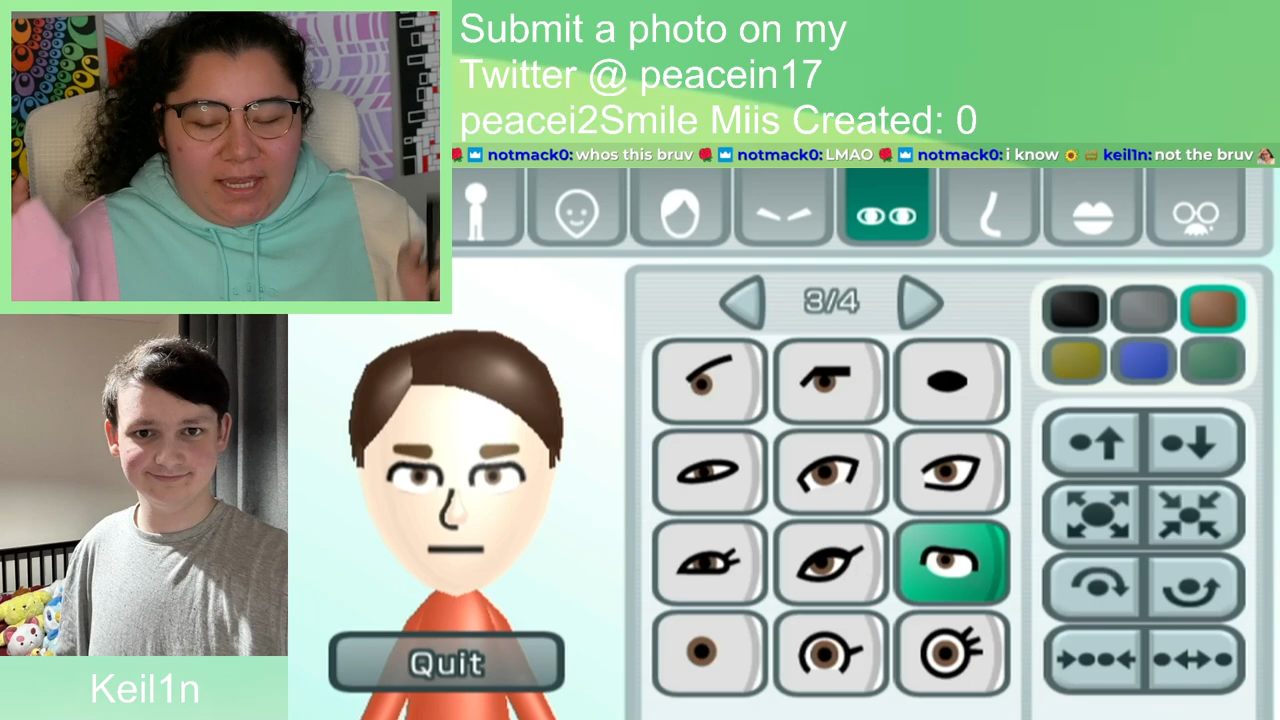 Submit a photo on my
Twitter @ peacein17
peacei2Smile Miis Created: 0
notmack0: whos this bruv notmack0: LMAO notmack0: i know keil1n: not the bruv
3/4
Quit
Keil1n